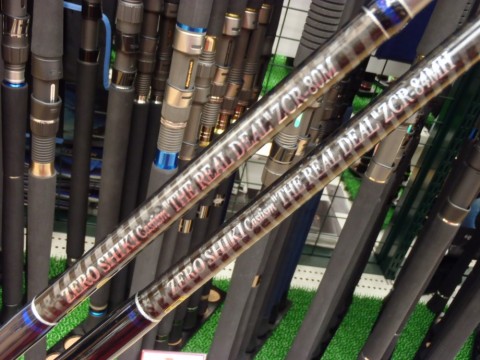 ZERO SHIKI Custom THE REAL DEAL ZCR-80M
ZERO SHIKI Custom THE REAL DEAL ZCR-84MH